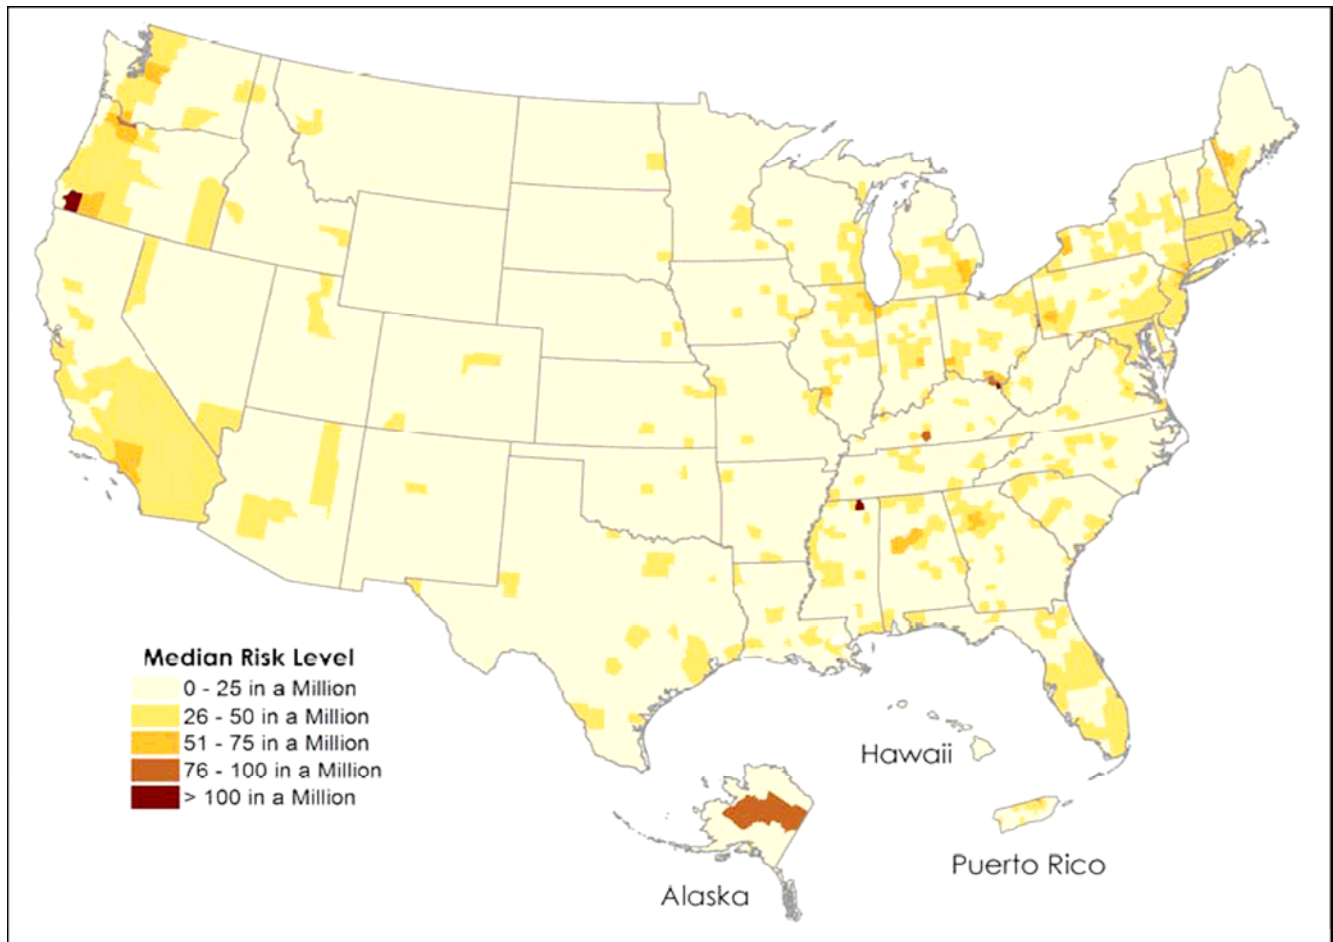 Median Risk Level
0 - 25 in a Million
26 - 50 in a Million
51 - 75 in a Million
76 - 100 in a Million
> 100 in a Million
Hawaii
Puerto Rico
Alaska